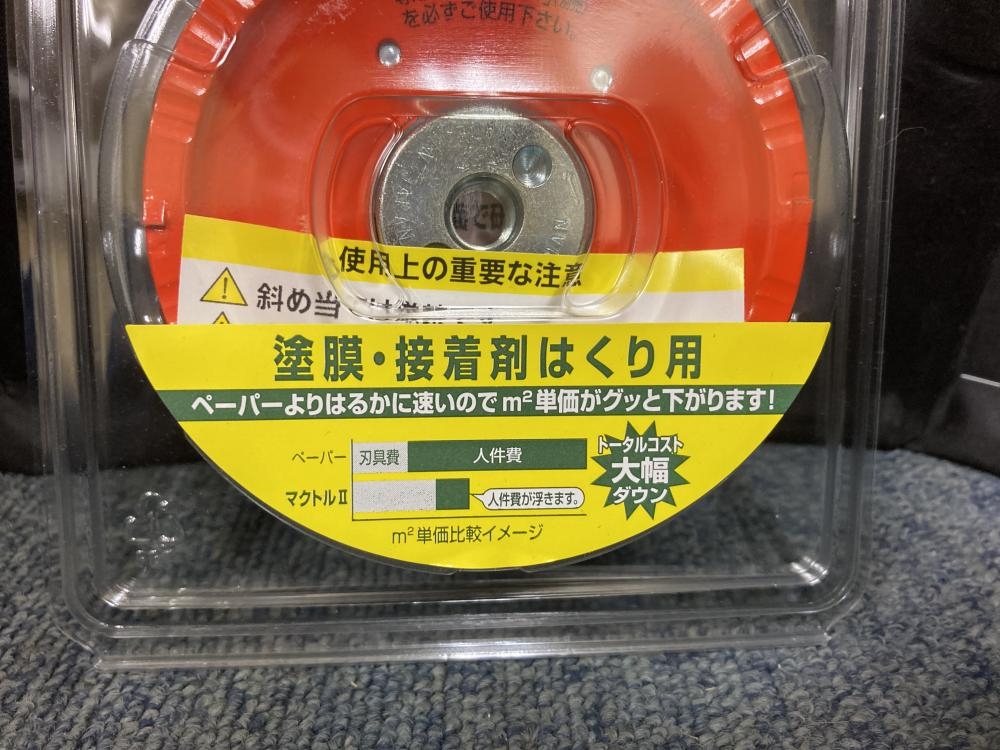 を必ずご使用下さい。
使用上の重要な注意
斜め当
塗膜・接着剤はくり用
ペーパーよりはるかに速いのでm²単価がグッと下がります!
ペーパー 刃具費 人件費
マクトルⅡ 人件費が浮きます。
トータルコスト
大幅
ダウン
m²単価比較イメージ